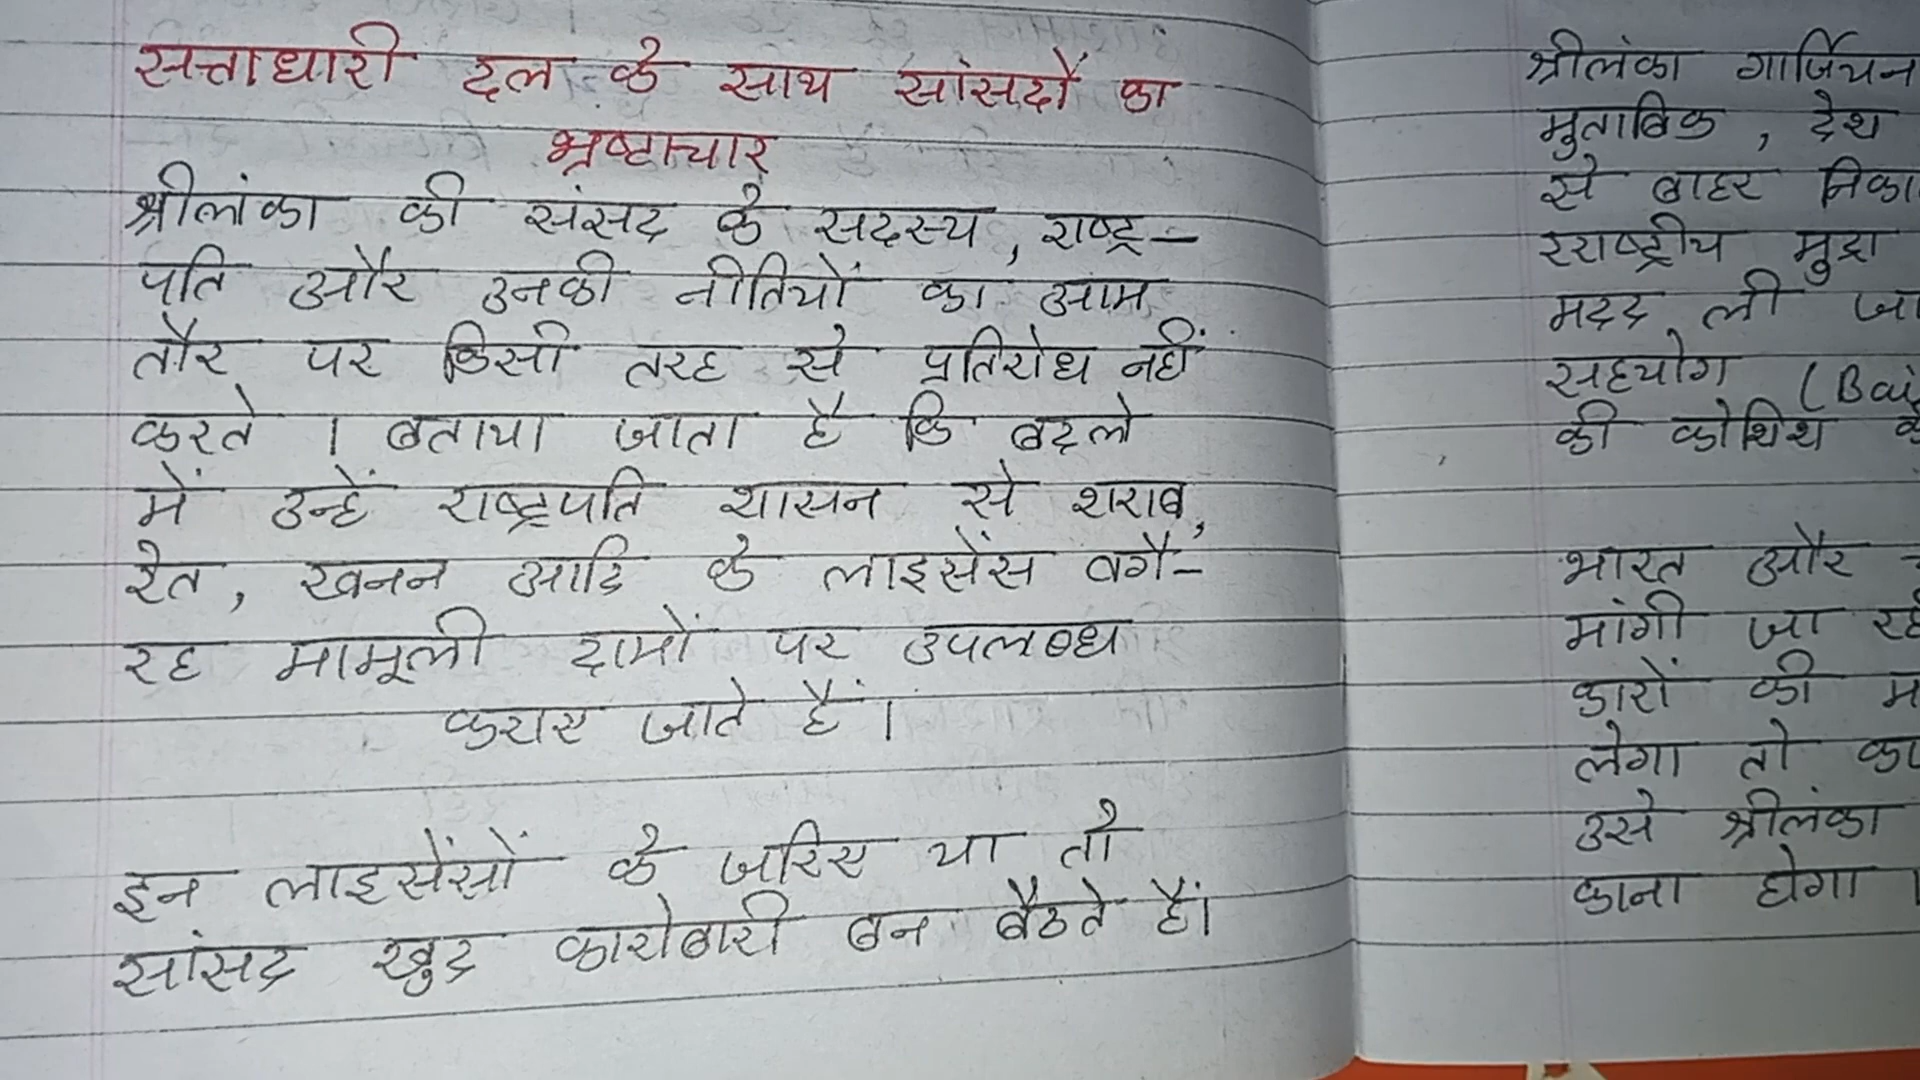 सत्ताधारी दल के साथ सांसदों का
भ्रष्टाचार
श्रीलंका की संसद के सदस्य, राष्ट्र-
पति और उनकी नीतियों का आम
तौर पर किसी तरह से प्रतिरोध नहीं
करते । बताया जाता है कि बदले
में उन्हें राष्ट्रपति शासन से शराब,
रेत, खनन आदि के लाइसेंस वगै-
रह मामूली दामों पर उपलब्ध
कराए जाते हैं ।
इन लाइसेंसों के जरिए या तो
सांसद खुद कारोबारी बन बैठते हैं।
श्रीलंका गार्जियन
मुताबिक, देश
से बाहर
रराष्ट्रीय मुद्रा
मदद ली
सहयोग
की कोशिश
भारत और
मांगी जा
कारों की
लेगा तो
उसे श्रीलंका
काना होगा ।